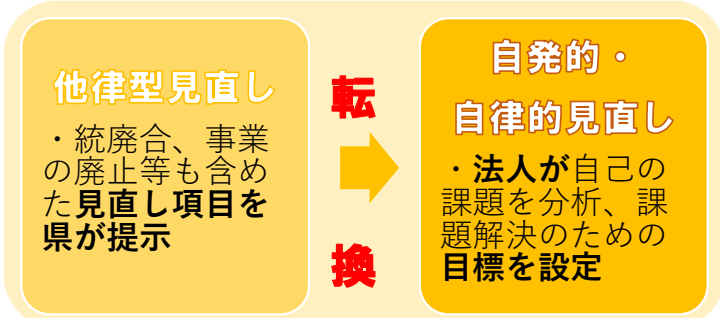 他律型見直し
・統廃合、事業
の廃止等も含め
た見直し項目を
県が提示
転
換
自発的・
自律的見直し
・法人が自己の
課題を分析、課
題解決のための
目標を設定